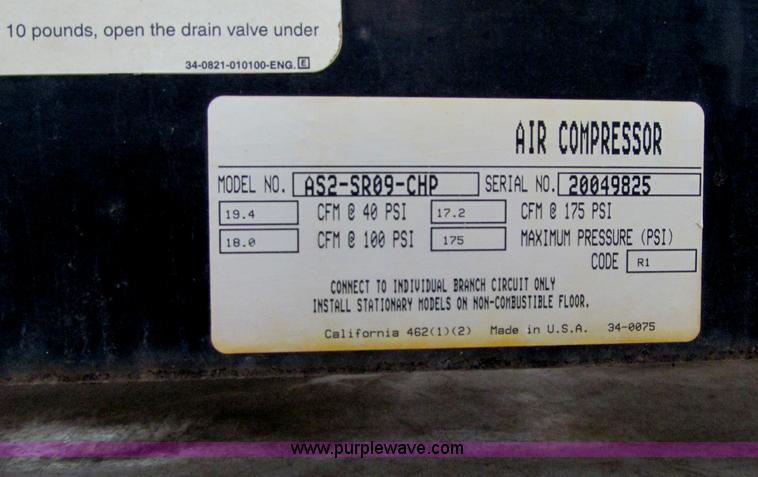 10 pounds, open the drain valve under
34-0821-010100-ENG. E
AIR COMPRESSOR
MODEL NO. AS2-SR09-CHP SERIAL NO. 20049825
19.4 CFM @ 40 PSI 17.2 CFM @ 175 PSI
18.0 CFM @ 100 PSI 175 MAXIMUM PRESSURE (PSI)
CODE R1
CONNECT TO INDIVIDUAL BRANCH CIRCUIT ONLY
INSTALL STATIONARY MODELS ON NON-COMBUSTIBLE FLOOR.
California 462(1)(2) Made in U.S.A. 34-0075
www.purplewave.com